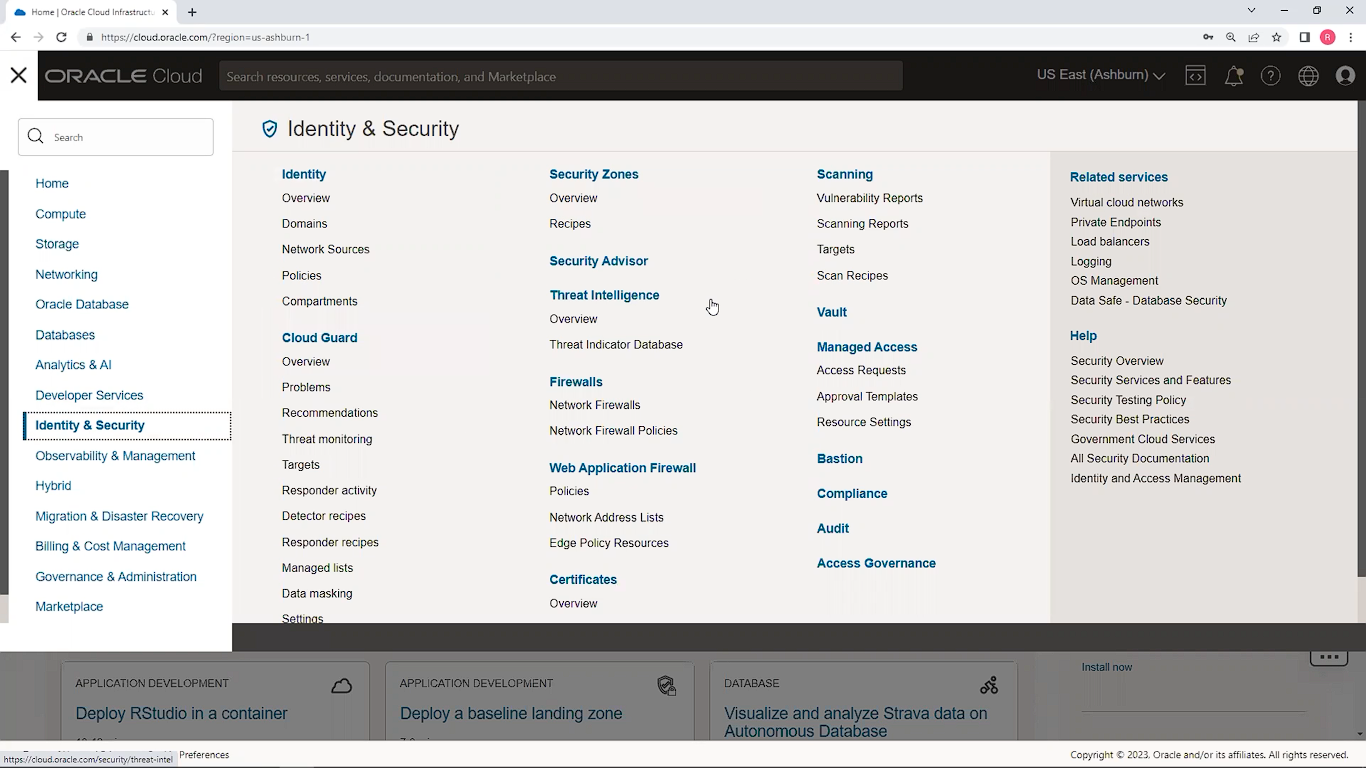 Home | Oracle Cloud Infrastructu
https://cloud.oracle.com/?region=us-ashburn-1
R
ORACLE Cloud
Search resources, services, documentation, and Marketplace
US East (Ashburn)
Search
Home
Compute
Storage
Networking
Oracle Database
Databases
Analytics & AI
Developer Services
Identity & Security
Observability & Management
Hybrid
Migration & Disaster Recovery
Billing & Cost Management
Governance & Administration
Marketplace
Identity & Security
Identity
Overview
Domains
Network Sources
Policies
Compartments
Cloud Guard
Overview
Problems
Recommendations
Threat monitoring
Targets
Responder activity
Detector recipes
Responder recipes
Managed lists
Data masking
Settings
Security Zones
Overview
Recipes
Security Advisor
Threat Intelligence
Overview
Threat Indicator Database
Firewalls
Network Firewalls
Network Firewall Policies
Web Application Firewall
Policies
Network Address Lists
Edge Policy Resources
Certificates
Overview
Scanning
Vulnerability Reports
Scanning Reports
Targets
Scan Recipes
Vault
Managed Access
Access Requests
Approval Templates
Resource Settings
Bastion
Compliance
Audit
Access Governance
Related services
Virtual cloud networks
Private Endpoints
Load balancers
Logging
OS Management
Data Safe - Database Security
Help
Security Overview
Security Services and Features
Security Testing Policy
Security Best Practices
Government Cloud Services
All Security Documentation
Identity and Access Management
APPLICATION DEVELOPMENT
Deploy RStudio in a container
APPLICATION DEVELOPMENT
Deploy a baseline landing zone
DATABASE
Visualize and analyze Strava data on
Autonomous Database
Install now
Preferences
https://cloud.oracle.com/security/threat-intel
Copyright © 2023, Oracle and/or its affiliates. All rights reserved.